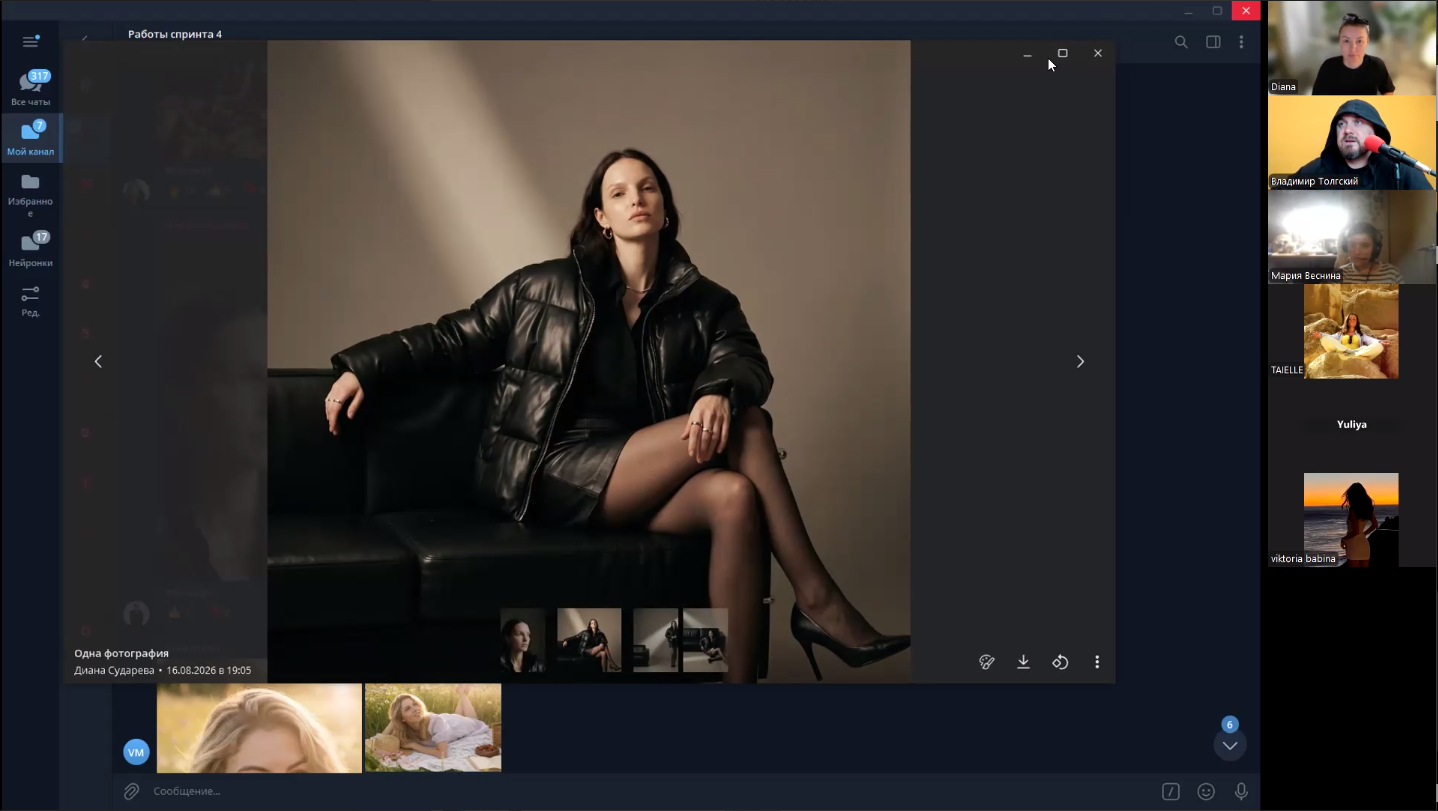 Работы спринта 4
317
Все чаты
7
Мой канал
Избранно
е
17
Нейронки
Ред.
Одна фотография
Диана Сударева • 16.08.2026 в 19:05
VM
6
Сообщение...
Diana
Владимир Толгский
Мария Веснина
TAIELLE
Yuliya
viktoria babina